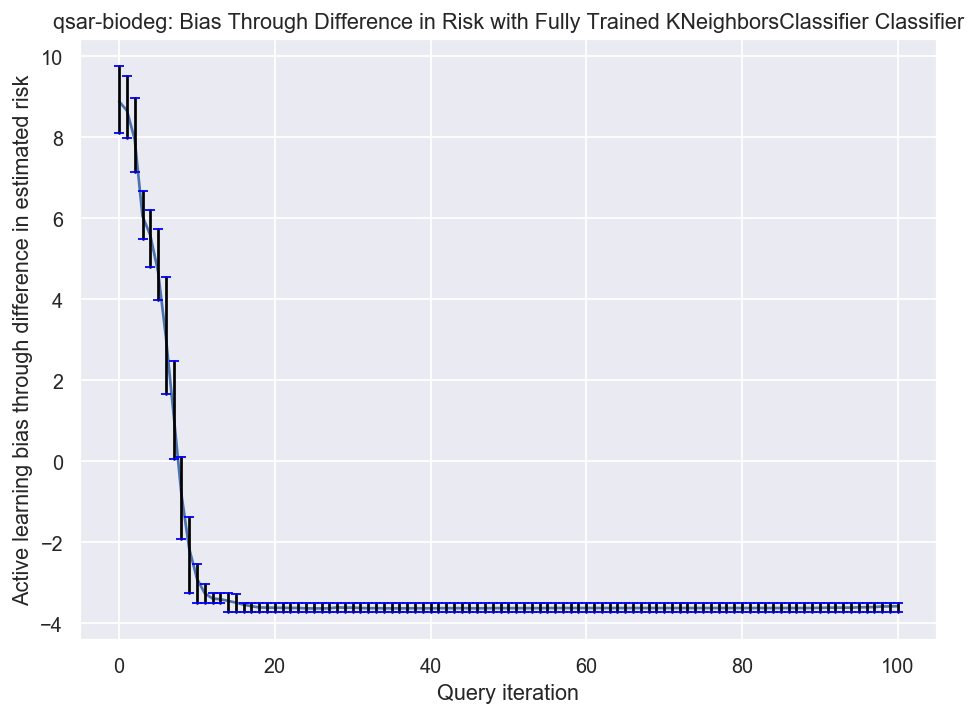 qsar-biodeg: Bias Through Difference in Risk with Fully Trained KNeighborsClassifier Classifier
Active learning bias through difference in estimated risk
10
8
6
4
2
0
−2
−4
0 20 40 60 80 100
Query iteration